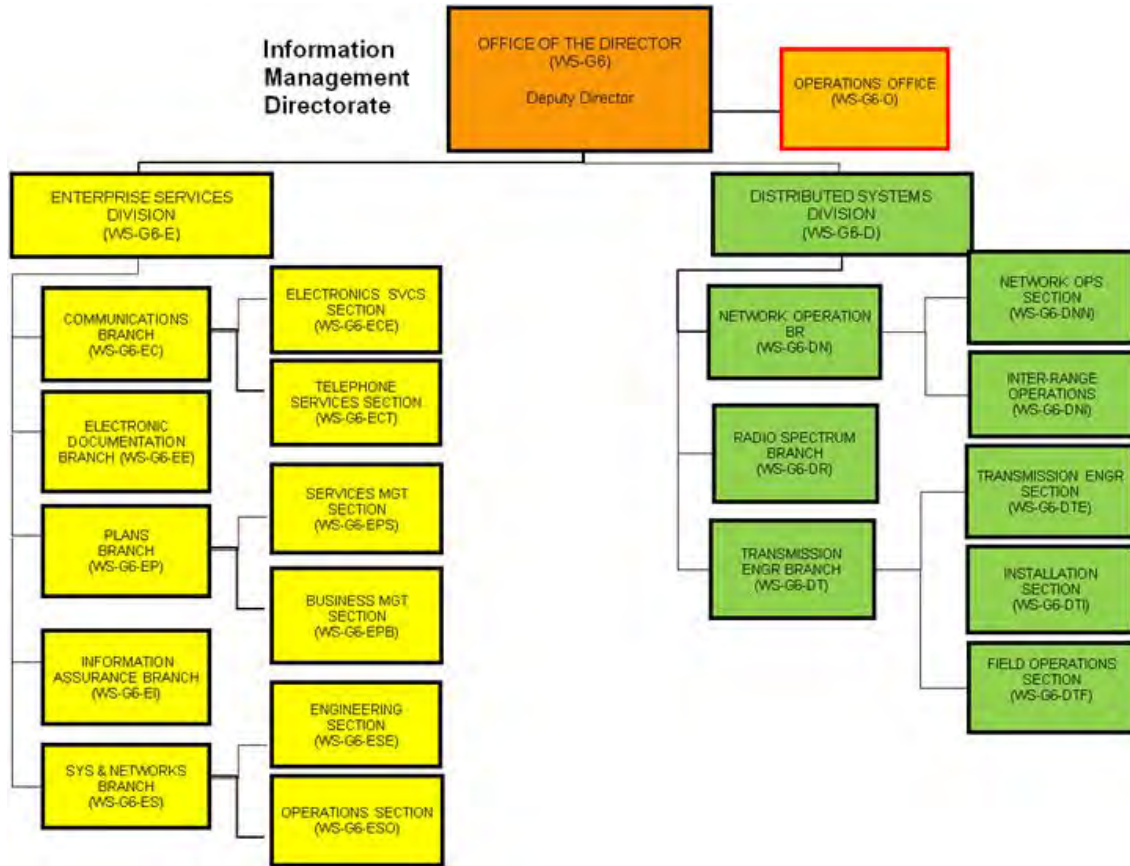 Information
Management
Directorate
OFFICE OF THE DIRECTOR
(WS-G6)
Deputy Director
OPERATIONS OFFICE
(WS-G6-O)
ENTERPRISE SERVICES
DIVISION
(WS-G6-E)
COMMUNICATIONS
BRANCH
(WS-G6-EC)
ELECTRONICS SVCS
SECTION
(WS-G6-ECE)
TELEPHONE
SERVICES SECTION
(WS-G6-ECT)
ELECTRONIC
DOCUMENTATION
BRANCH (WS-G6-EE)
PLANS
BRANCH
(WS-G6-EP)
SERVICES MGT
SECTION
(WS-G6-EPS)
BUSINESS MGT
SECTION
(WS-G6-EPB)
INFORMATION
ASSURANCE BRANCH
(WS-G6-EI)
SYS & NETWORKS
BRANCH
(WS-G6-ES)
ENGINEERING
SECTION
(WS-G6-ESE)
OPERATIONS SECTION
(WS-G6-ESO)
DISTRIBUTED SYSTEMS
DIVISION
(WS-G6-D)
NETWORK OPERATION
BR
(WS-G6-DN)
NETWORK OPS
SECTION
(WS-G6-DNN)
INTER-RANGE
OPERATIONS
(WS-G6-DNI)
RADIO SPECTRUM
BRANCH
(WS-G6-DR)
TRANSMISSION
ENGR BRANCH
(WS-G6-DT)
TRANSMISSION ENGR
SECTION
(WS-G6-DTE)
INSTALLATION
SECTION
(WS-G6-DTI)
FIELD OPERATIONS
SECTION
(WS-G6-DTF)